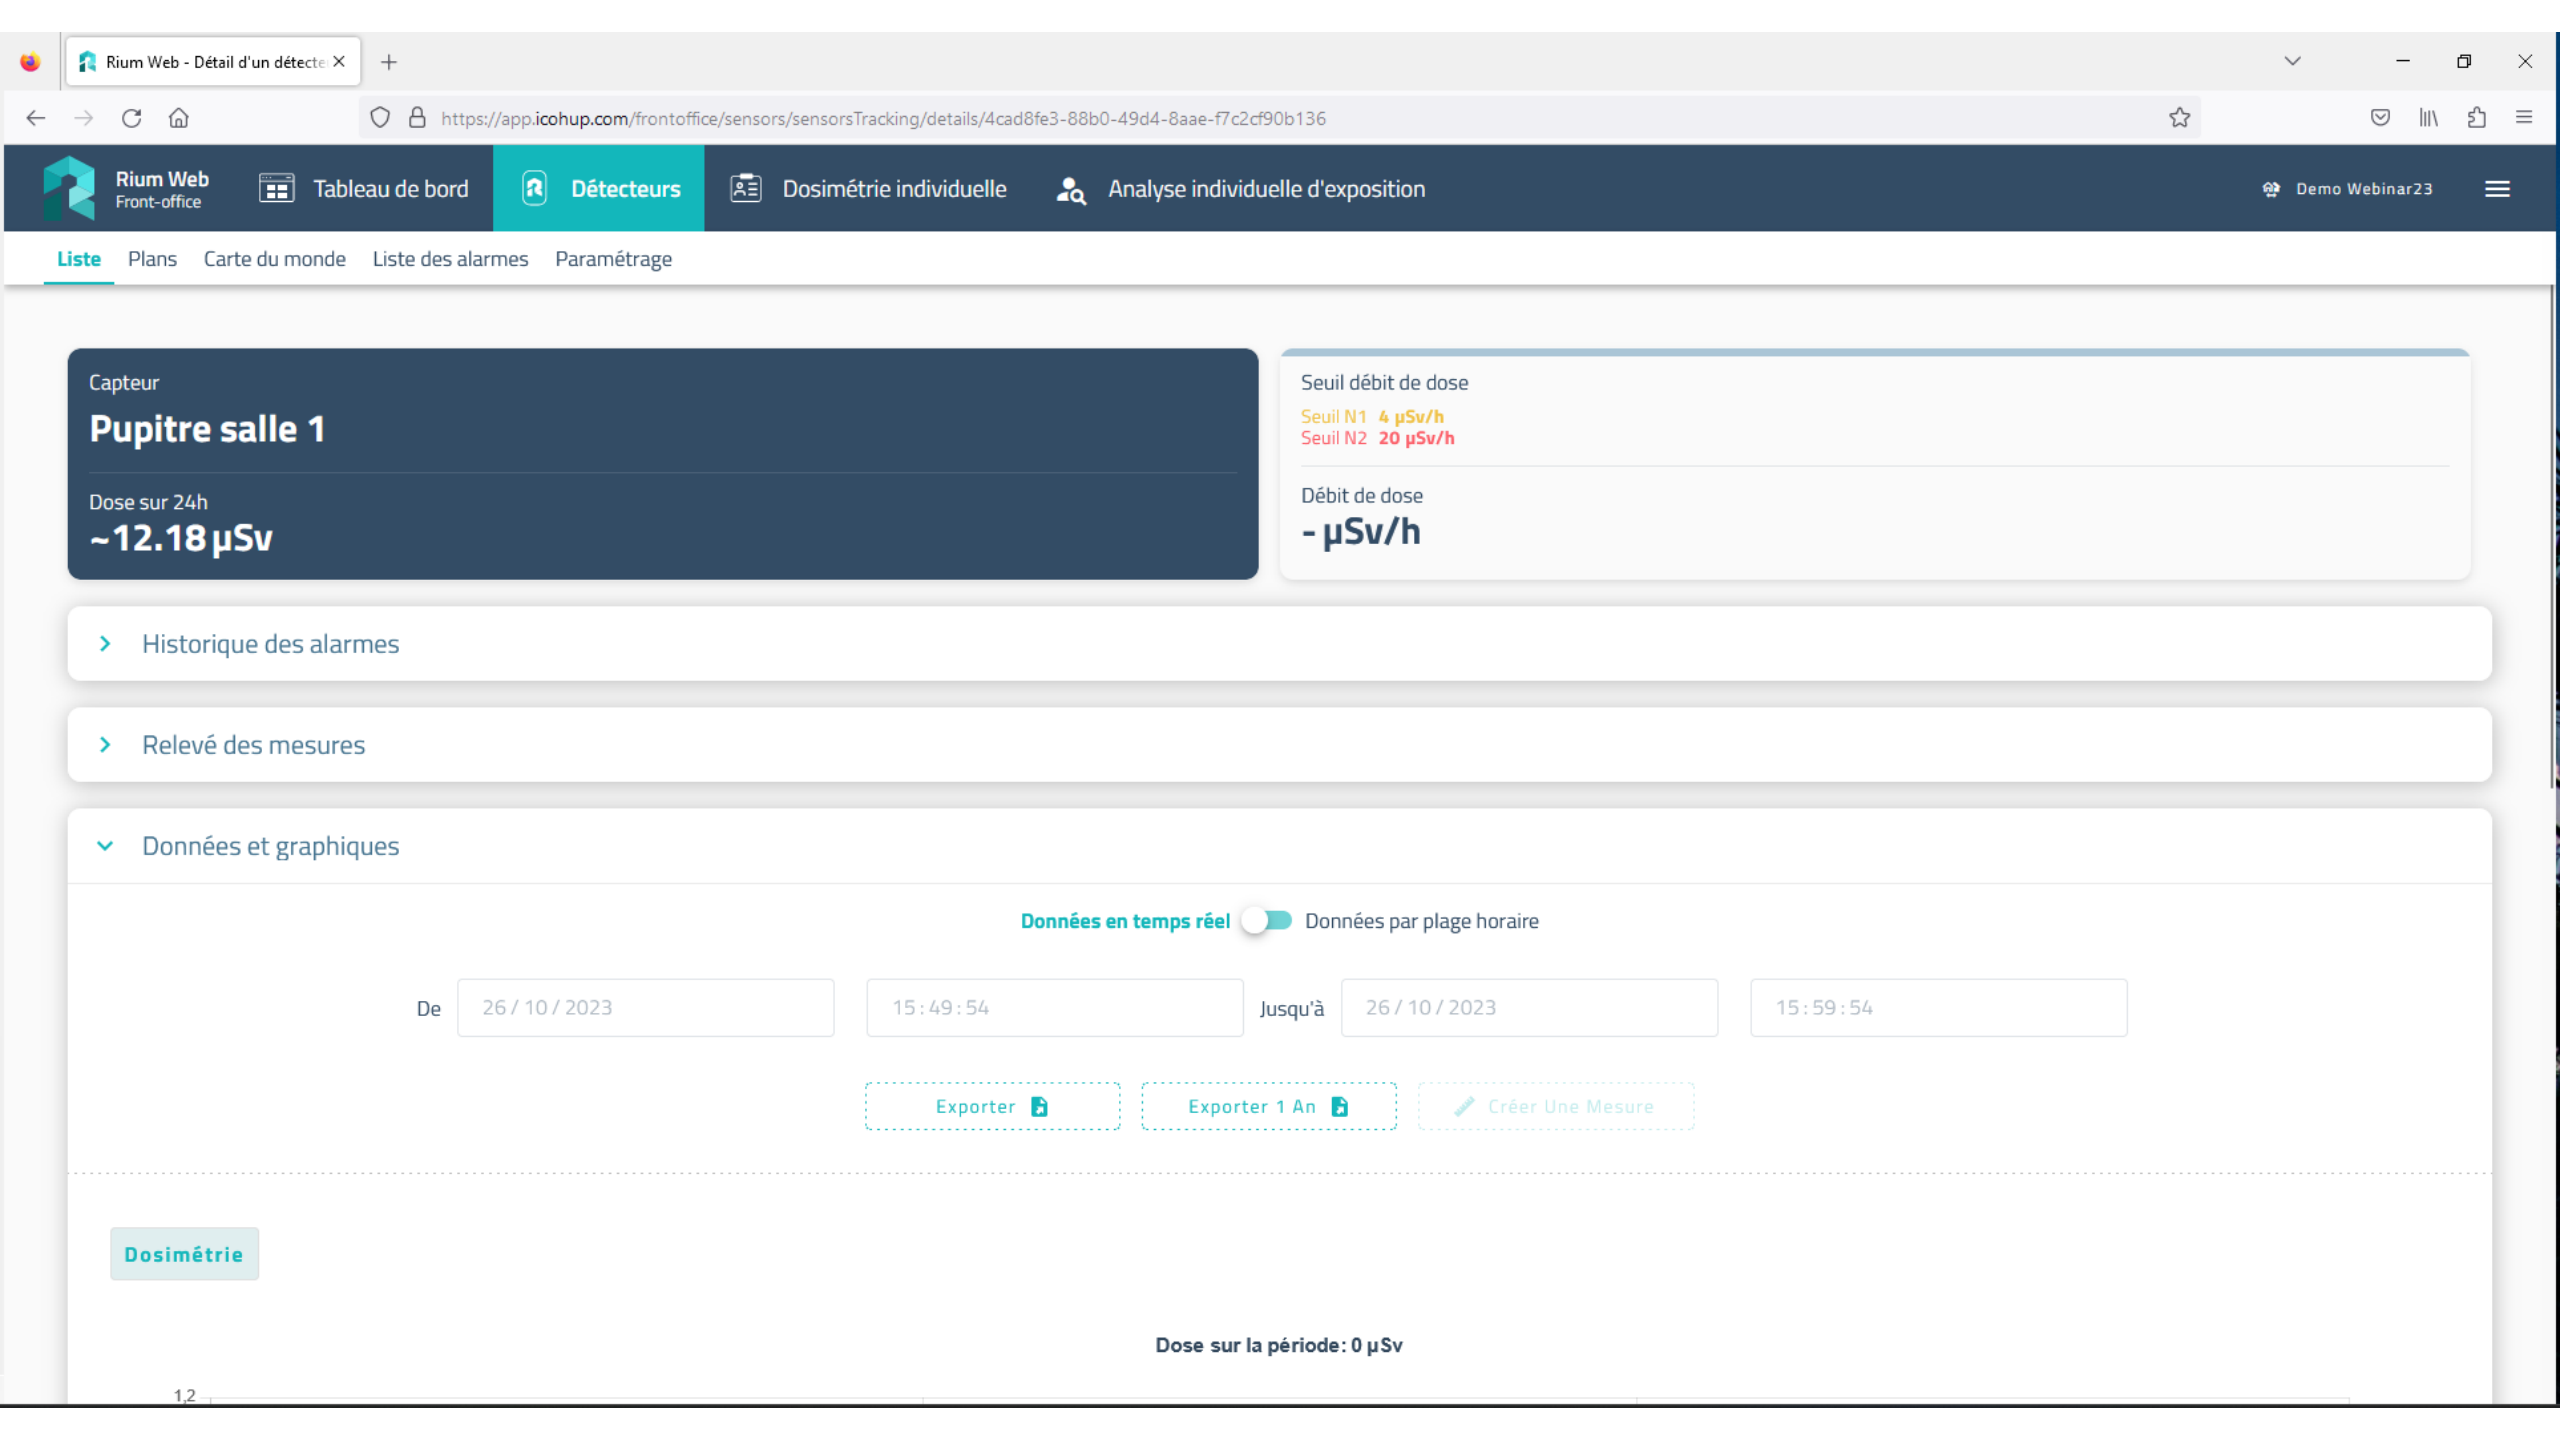 Rium Web - Détail d'un détecte
https://app.icohup.com/frontoffice/sensors/sensorsTracking/details/4cad8fe3-88b0-49d4-8aae-f7c2cf90b136
Rium Web
Front-office
Tableau de bord
Détecteurs
Dosimétrie individuelle
Analyse individuelle d'exposition
Demo Webinar23
Liste Plans Carte du monde Liste des alarmes Paramétrage
Capteur
Pupitre salle 1
Dose sur 24h
~12.18 µSv
Seuil débit de dose
Seuil N1 4 µSv/h
Seuil N2 20 µSv/h
Débit de dose
- µSv/h
Historique des alarmes
Relevé des mesures
Données et graphiques
Données en temps réel Données par plage horaire
De 26 / 10 / 2023 15 : 49 : 54 Jusqu'à 26 / 10 / 2023 15 : 59 : 54
Exporter Exporter 1 An Créer Une Mesure
Dosimétrie
Dose sur la période: 0 µSv
1,2